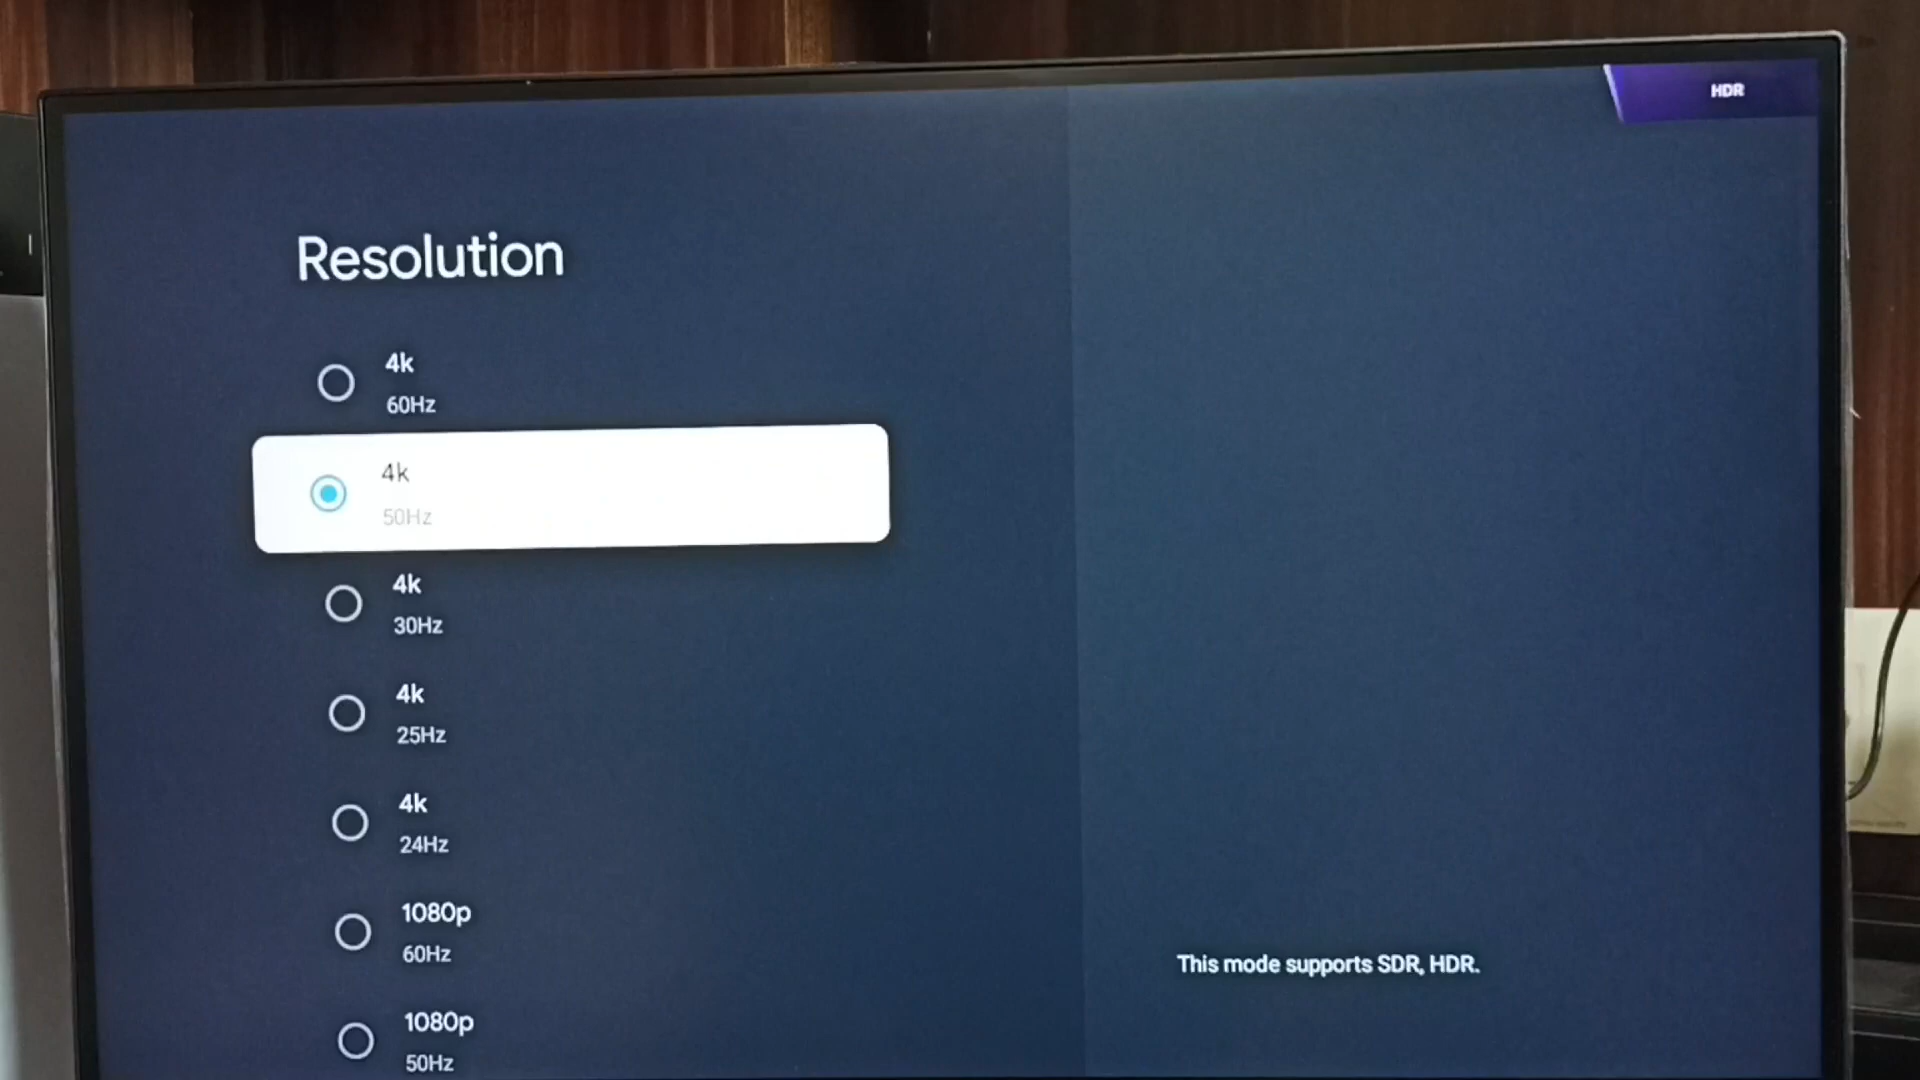 HDR
Resolution
4k
60Hz
4k
50Hz
4k
30Hz
4k
25Hz
4k
24Hz
1080p
60Hz
1080p
50Hz
This mode supports SDR, HDR.